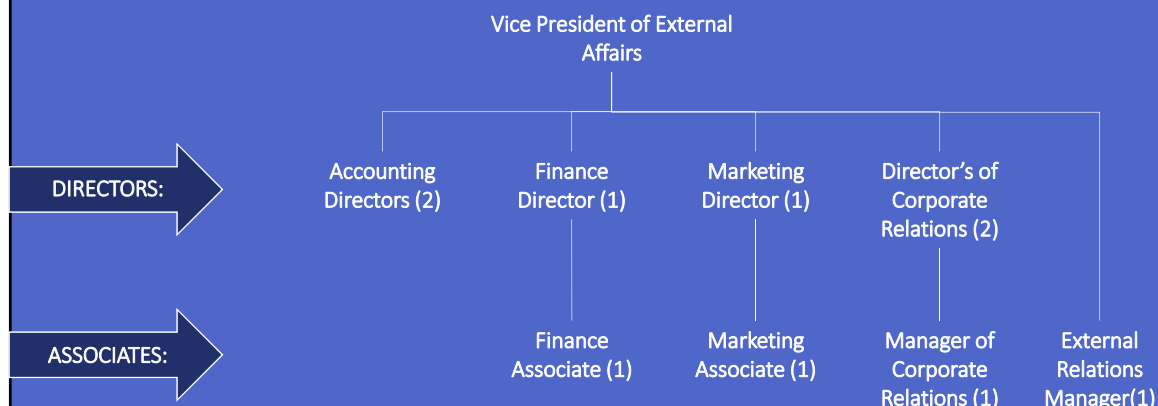 Vice President of External
Affairs
DIRECTORS:
Accounting
Directors (2)
Finance
Director (1)
Marketing
Director (1)
Director’s of
Corporate
Relations (2)
ASSOCIATES:
Finance
Associate (1)
Marketing
Associate (1)
Manager of
Corporate
Relations (1)
External
Relations
Manager(1)